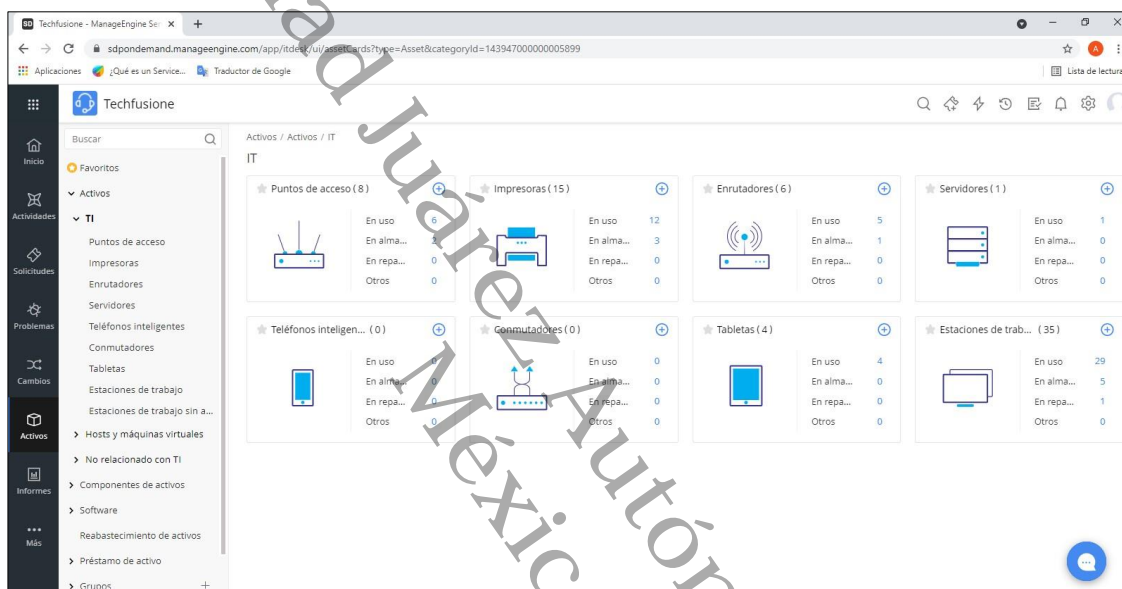 Techfusione - ManageEngine Ser
sdpondemand.manageengine.com/app/itdesk/ui/assetCards?type=Asset&categoryId=143947000000005899
Aplicaciones ¿Qué es un Service... Traductor de Google Lista de lectura
Techfusione
Inicio
Actividades
Solicitudes
Problemas
Cambios
Activos
Informes
Más
Buscar
Favoritos
Activos
TI
Puntos de acceso
Impresoras
Enrutadores
Servidores
Teléfonos inteligentes
Conmutadores
Tabletas
Estaciones de trabajo
Estaciones de trabajo sin a...
Hosts y máquinas virtuales
No relacionado con TI
Componentes de activos
Software
Reabastecimiento de activos
Préstamo de activo
Grupos
Activos / Activos / IT
IT
Puntos de acceso ( 8 )
En uso 6
En alma... 2
En repa... 0
Otros 0
Impresoras ( 15 )
En uso 12
En alma... 3
En repa... 0
Otros 0
Enrutadores ( 6 )
En uso 5
En alma... 1
En repa... 0
Otros 0
Servidores ( 1 )
En uso 1
En alma... 0
En repa... 0
Otros 0
Teléfonos inteligen... ( 0 )
En uso 0
En alma... 0
En repa... 0
Otros 0
Conmutadores ( 0 )
En uso 0
En alma... 0
En repa... 0
Otros 0
Tabletas ( 4 )
En uso 4
En alma... 0
En repa... 0
Otros 0
Estaciones de trab... ( 35 )
En uso 29
En alma... 5
En repa... 1
Otros 0
Juárez
México